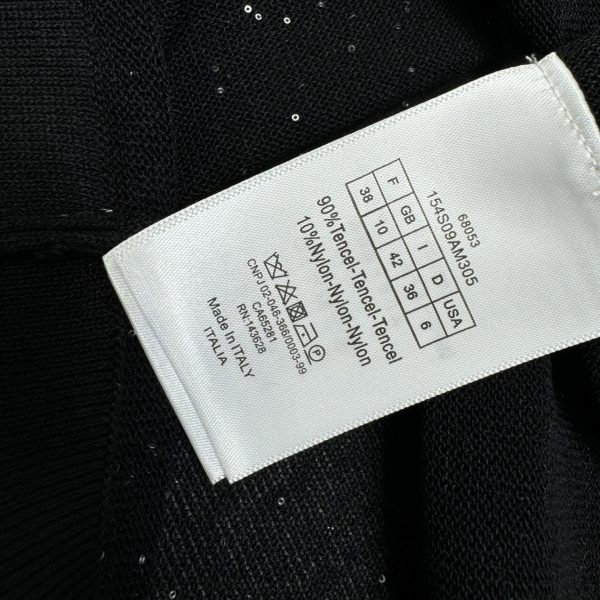 68053
154S09AM305
F GB I D USA
38 10 42 36 6
90%Tencel-Tencel-Tencel
10%Nylon-Nylon-Nylon
CNPJ 02-046-386/0003-99
CA65281
RN-143628
Made in ITALY
ITALIA